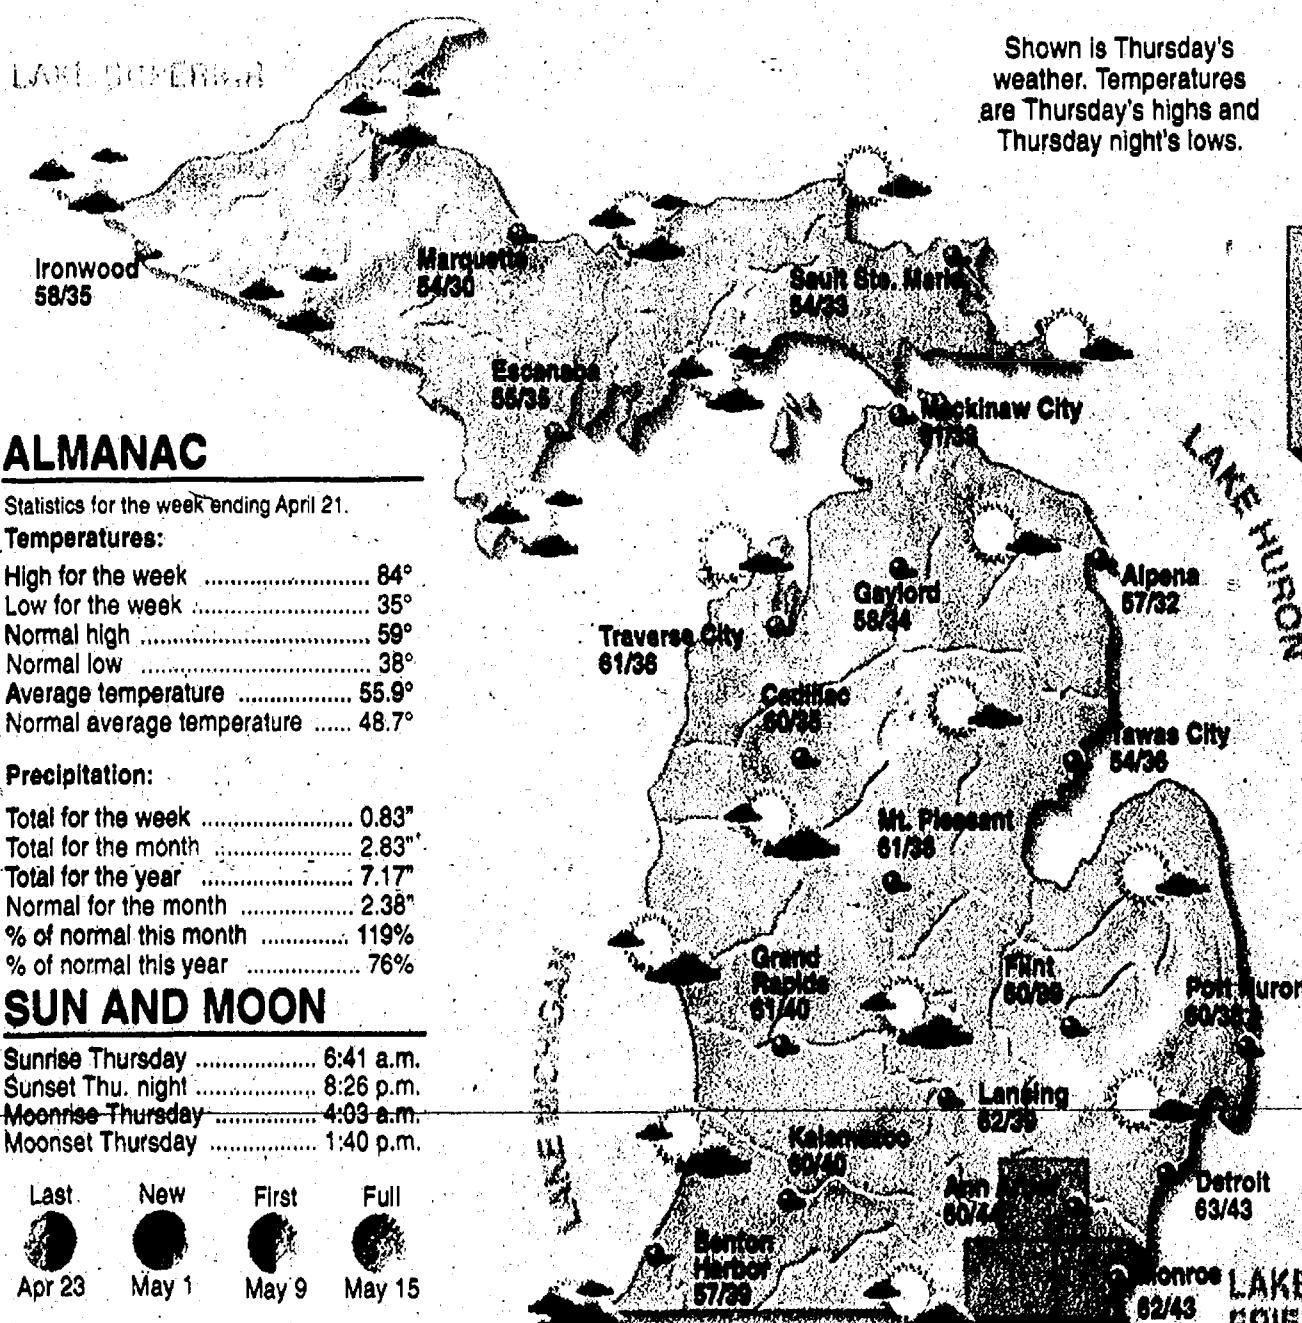 LAKE SUPERIOR
Shown is Thursday's
weather. Temperatures
are Thursday's highs and
Thursday night's lows.
Ironwood
58/35
Marquette
54/30
Sault Ste. Marie
54/33
Escanaba
Mackinaw City
LAKE HURON
ALMANAC
Statistics for the week ending April 21.
Temperatures:
High for the week ............................ 84°
Low for the week .............................. 35°
Normal high ....................................... 59°
Normal low ....................................... 38°
Average temperature ................... 55.9°
Normal average temperature ...... 48.7°
Precipitation:
Total for the week ......................... 0.83"
Total for the month ....................... 2.83"
Total for the year ......................... 7.17"
Normal for the month ................... 2.38"
% of normal this month .............. 119%
% of normal this year ................... 76%
Alpena
57/32
Gaylord
58/34
Traverse City
61/36
Cadillac
Tawas City
54/36
Mt. Pleasant
Grand
Rapids
61/40
Flint
Port Huron
Lansing
62/39
Kalamazoo
60/40
Ann
Detroit
63/43
Benton
Harbor
57/39
Monroe
62/43
LAKE
SUN AND MOON
Sunrise Thursday ................... 6:41 a.m.
Sunset Thu. night ................... 8:26 p.m.
Moonrise Thursday ................ 4:03 a.m.
Moonset Thursday ................. 1:40 p.m.
Last New First Full
Apr 23 May 1 May 9 May 15